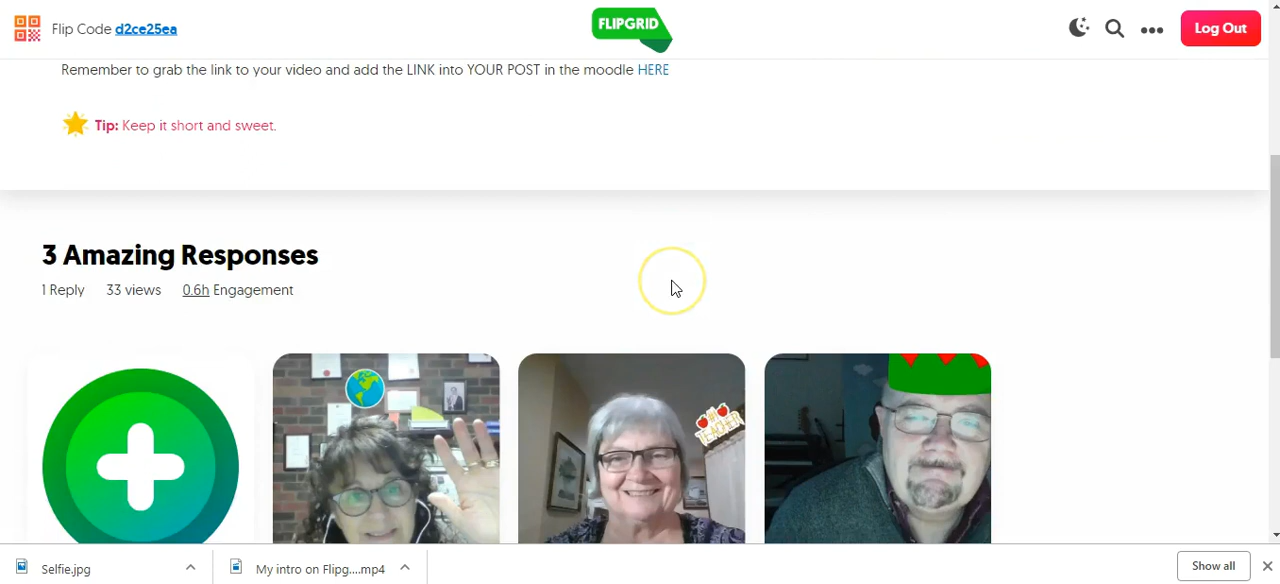 Flip Code d2ce25ea
FLIPGRID
Log Out
Remember to grab the link to your video and add the LINK into YOUR POST in the moodle HERE
Tip: Keep it short and sweet.
3 Amazing Responses
1 Reply 33 views 0.6h Engagement
#1 TEACHER
Selfie.jpg
My intro on Flipg....mp4
Show all